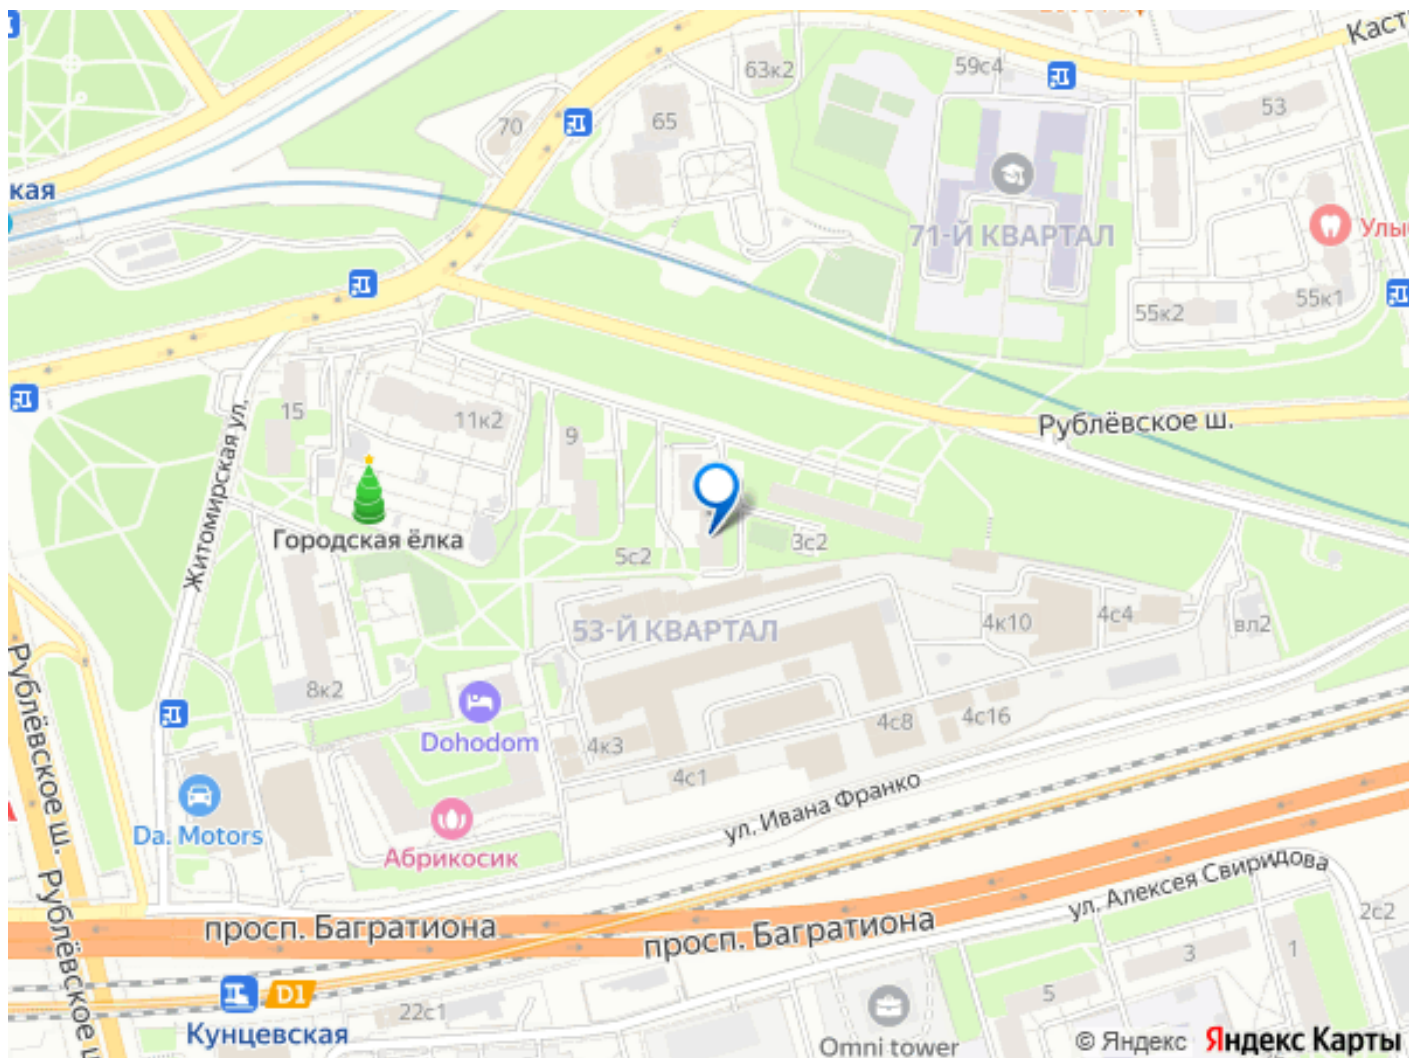 Каст
63к2
59с4
53
70
65
кая
71-Й КВАРТАЛ
Улыб
55к1
55к2
15
11к2
9
Рублёвское ш.
Житомирская ул.
Городская ёлка
5с2
3с2
53-Й КВАРТАЛ
4к10
4с4
вл2
8к2
Рублёвское ш.
Dohodom
4к3
4с8
4с16
4с1
ул. Ивана Франко
Da. Motors
Абрикосик
Рублёвское ш
просп. Багратиона
просп. Багратиона
ул. Алексея Свиридова
2с2
3
1
5
D1
22с1
Кунцевская
Omni tower
© Яндекс Яндекс Карты